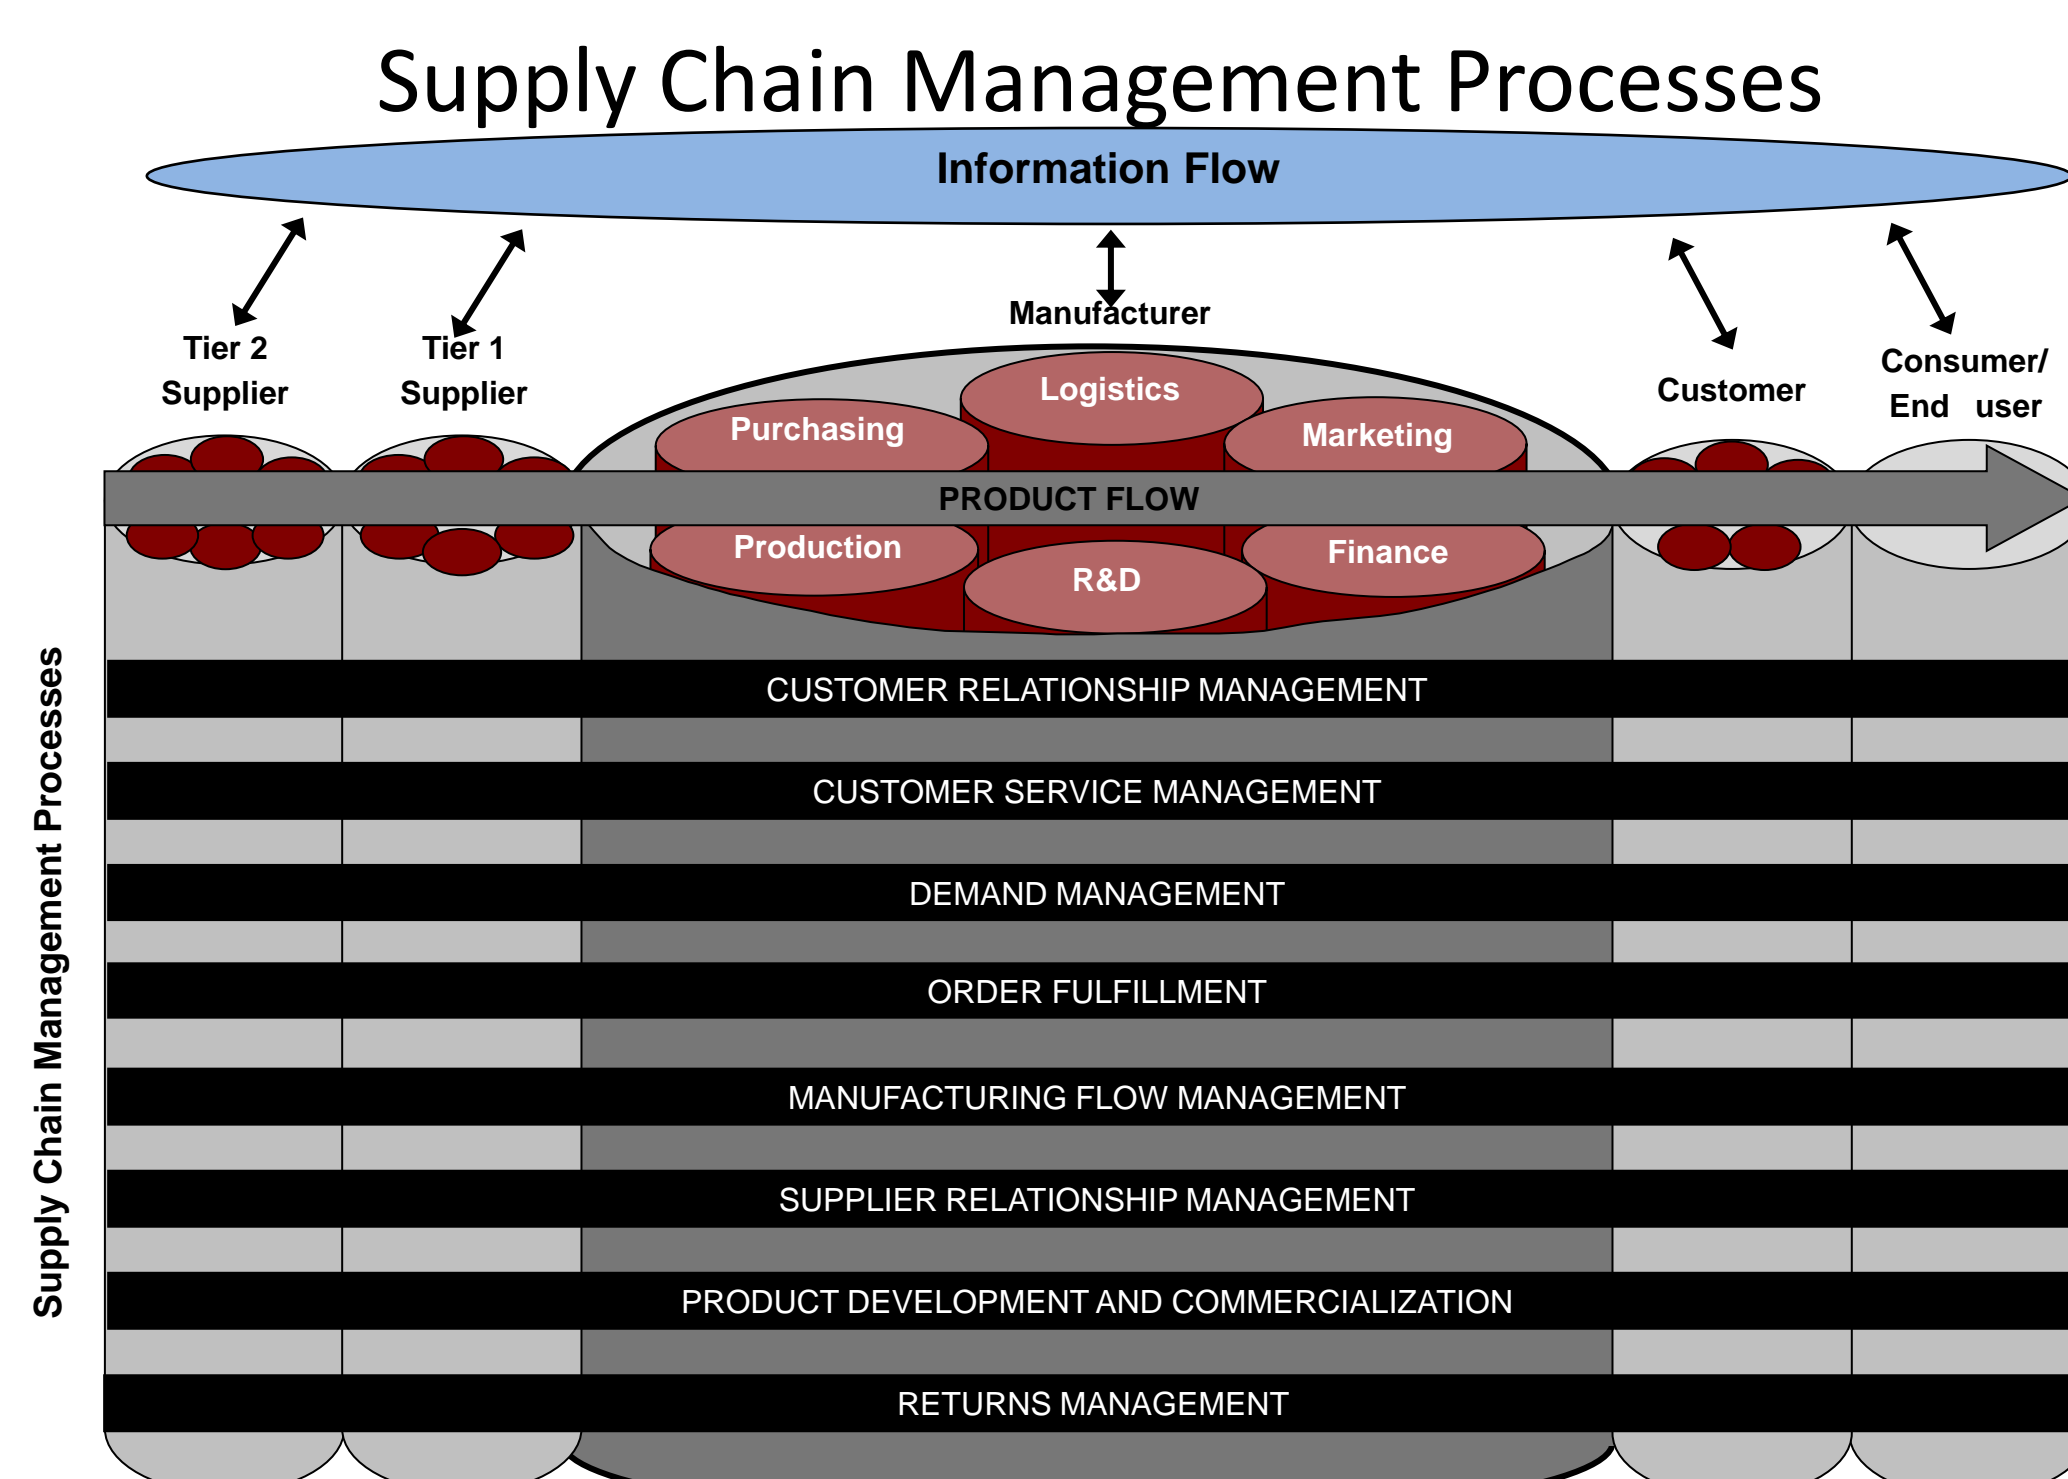 Supply Chain Management Processes
Information Flow
Manufacturer
Tier 2
Supplier
Tier 1
Supplier
Customer
Consumer/
End user
Logistics
Purchasing
Marketing
PRODUCT FLOW
Production
R&D
Finance
Supply Chain Management Processes
CUSTOMER RELATIONSHIP MANAGEMENT
CUSTOMER SERVICE MANAGEMENT
DEMAND MANAGEMENT
ORDER FULFILLMENT
MANUFACTURING FLOW MANAGEMENT
SUPPLIER RELATIONSHIP MANAGEMENT
PRODUCT DEVELOPMENT AND COMMERCIALIZATION
RETURNS MANAGEMENT